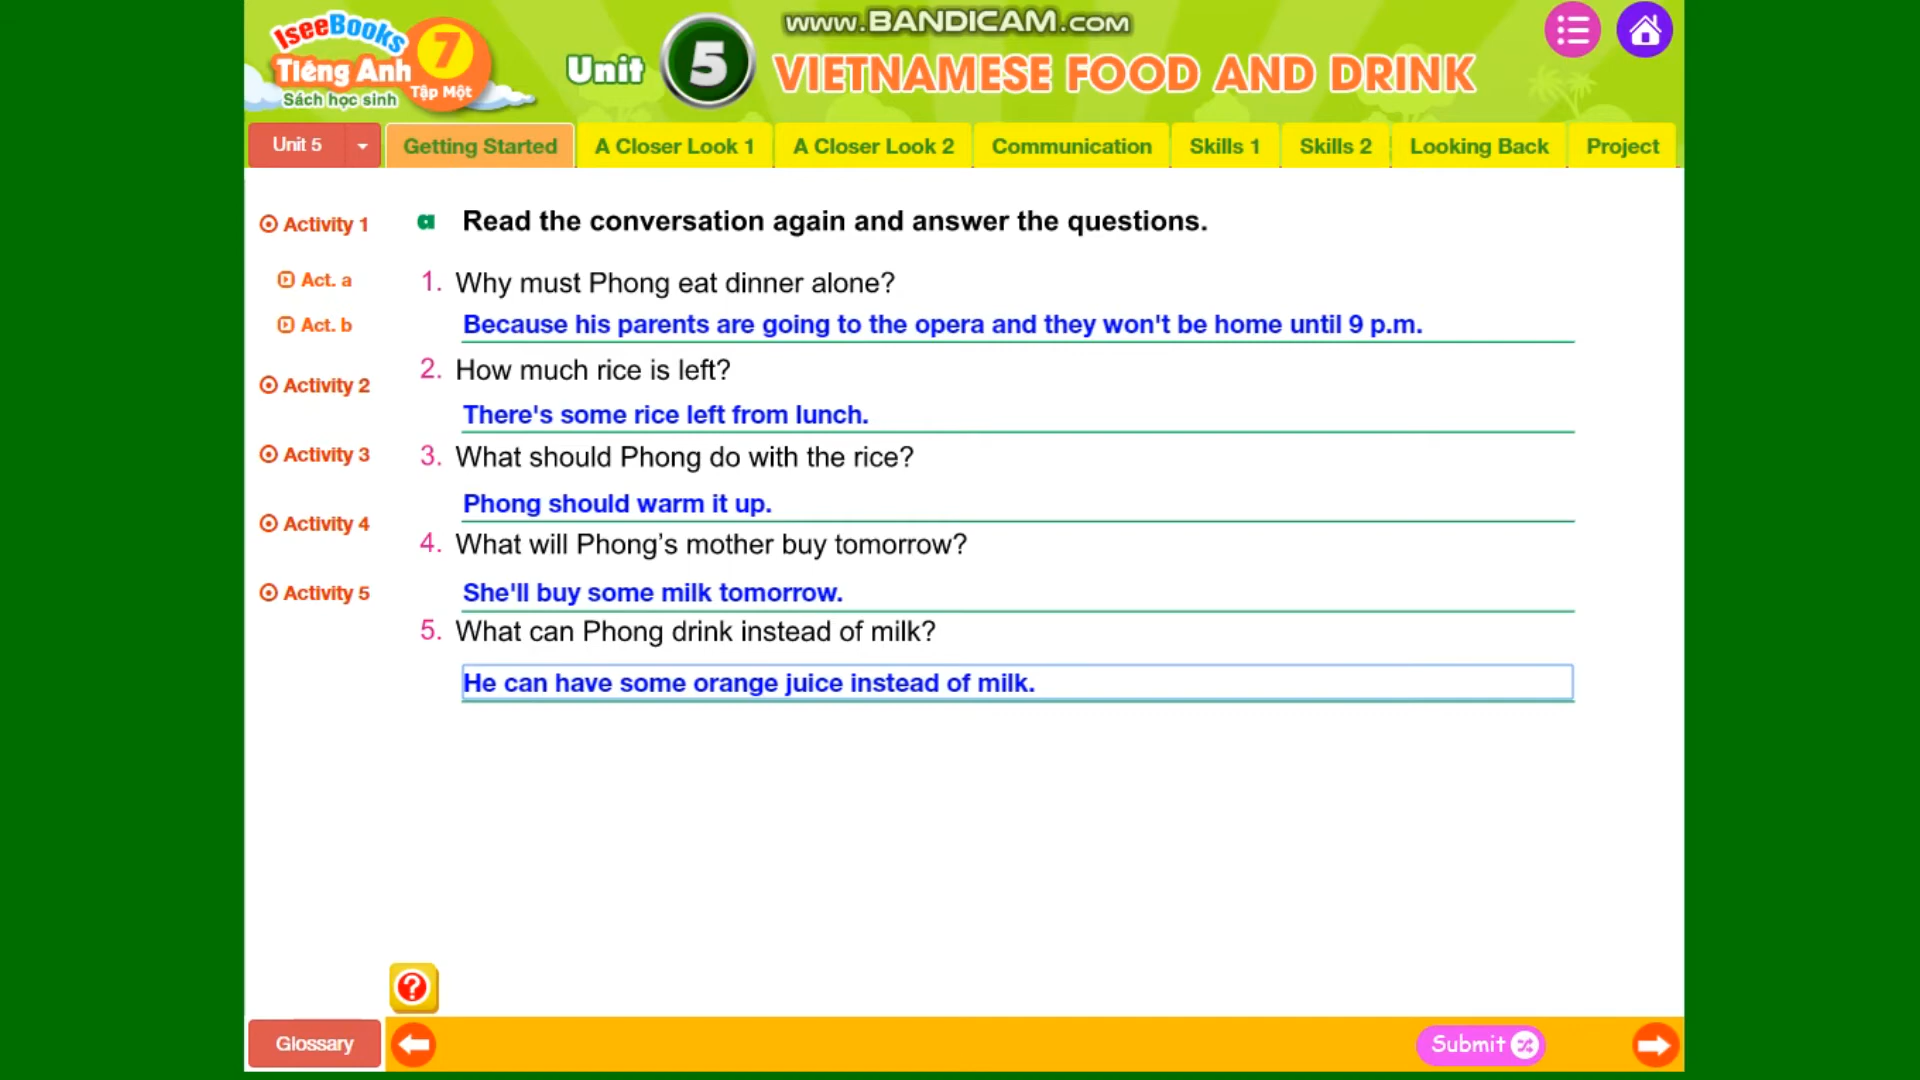 www.BANDICAM.com
IseeBooks
Tiếng Anh 7
Tập Một
Sách học sinh
Unit 5 VIETNAMESE FOOD AND DRINK
Unit 5 Getting Started A Closer Look 1 A Closer Look 2 Communication Skills 1 Skills 2 Looking Back Project
Activity 1
Act. a
Act. b
Activity 2
Activity 3
Activity 4
Activity 5
a Read the conversation again and answer the questions.
1. Why must Phong eat dinner alone?
Because his parents are going to the opera and they won't be home until 9 p.m.
2. How much rice is left?
There's some rice left from lunch.
3. What should Phong do with the rice?
Phong should warm it up.
4. What will Phong’s mother buy tomorrow?
She'll buy some milk tomorrow.
5. What can Phong drink instead of milk?
He can have some orange juice instead of milk.
?
Glossary
Submit